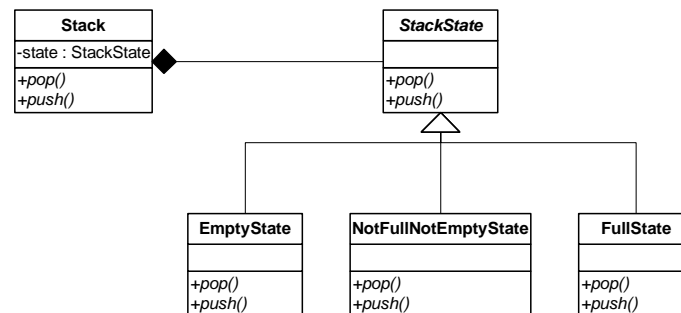 Stack
-state : StackState
+pop()
+push()
StackState
+pop()
+push()
EmptyState
+pop()
+push()
NotFullNotEmptyState
+pop()
+push()
FullState
+pop()
+push()